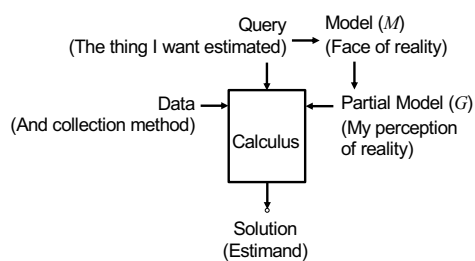 Query
(The thing I want estimated)
Model (M)
(Face of reality)
Data
(And collection method)
Calculus
Partial Model (G)
(My perception
of reality)
Solution
(Estimand)